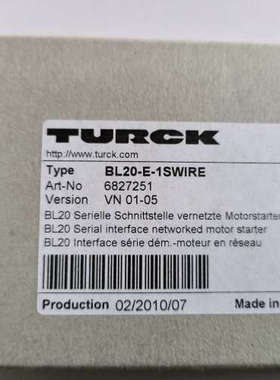 TURCK
http://www.turck.com
Type BL20-E-1SWIRE
Art-No 6827251
Version VN 01-05
BL20 Serielle Schnittstelle vernetzte Motorstarter
BL20 Serial interface networked motor starter
BL20 Interface série dém.-moteur en réseau
Production 02/2010/07 Made in